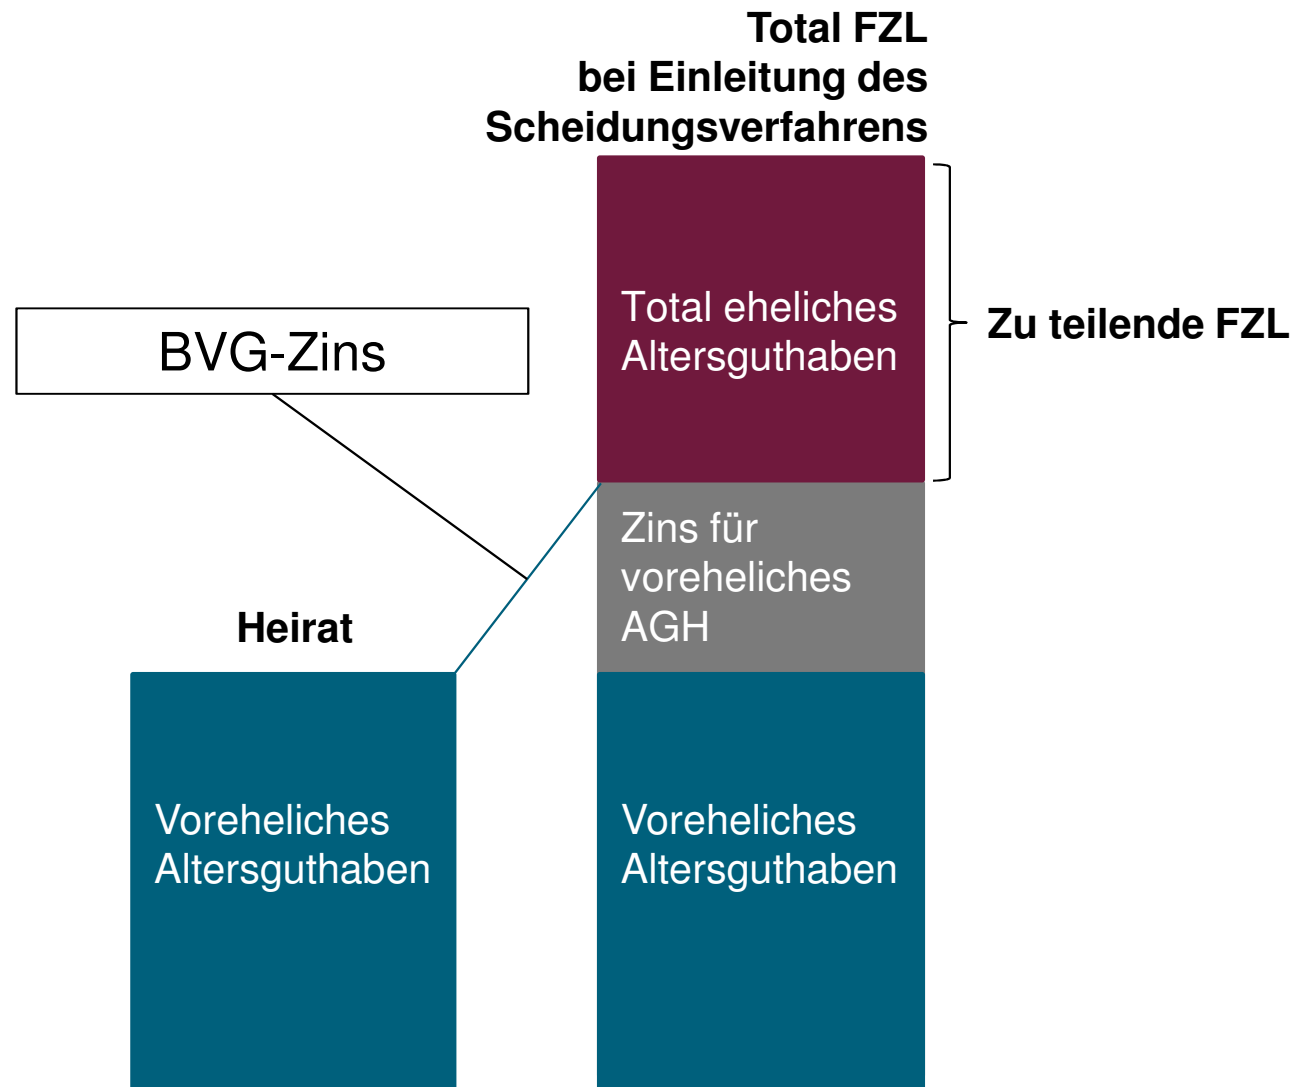 Total FZL
bei Einleitung des
Scheidungsverfahrens
Total eheliches
Altersguthaben
Zu teilende FZL
BVG-Zins
Zins für
voreheliches
AGH
Heirat
Voreheliches
Altersguthaben
Voreheliches
Altersguthaben